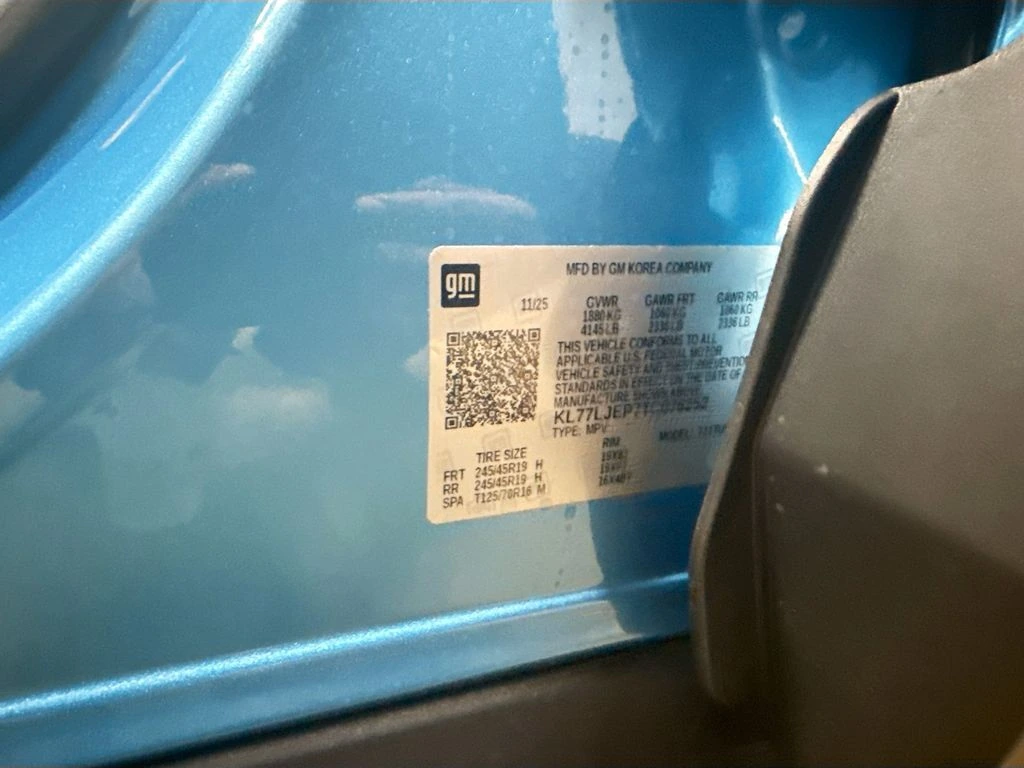 gm
MFD BY GM KOREA COMPANY
11/25
GVWR GAWR FRT GAWR RR
1880 KG 1060 KG 1060 KG
4145 LB 2336 LB 2336 LB
THIS VEHICLE CONFORMS TO ALL
APPLICABLE U.S. FEDERAL MOTOR
VEHICLE SAFETY AND THEFT PREVENTION
STANDARDS IN EFFECT ON THE DATE OF
MANUFACTURE SHOWN ABOVE
TYPE: MPV MODEL:
TIRE SIZE RIM
FRT 245/45R19 H
RR 245/45R19 H
SPA T125/70R16 M